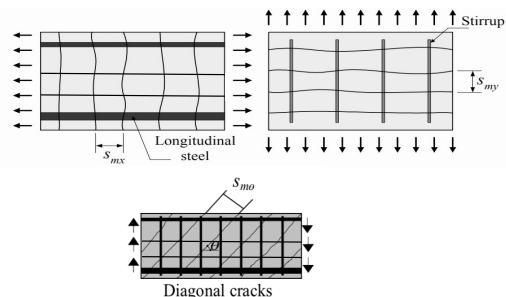 Stirrup
s_my
Longitudinal
steel
s_mx
s_mθ
θ
Diagonal cracks